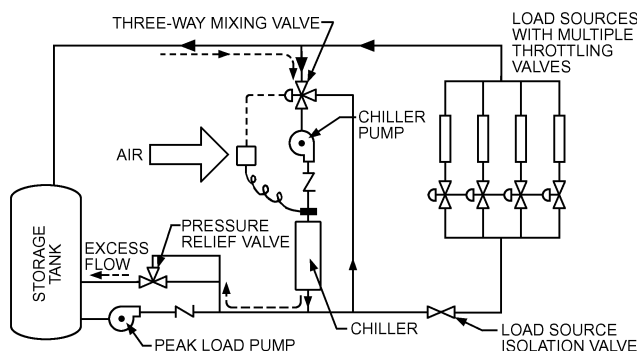 THREE-WAY MIXING VALVE
LOAD SOURCES
WITH MULTIPLE
THROTTLING
VALVES
CHILLER
PUMP
AIR
STORAGE
TANK
EXCESS
FLOW
PRESSURE
RELIEF VALVE
CHILLER
PEAK LOAD PUMP
LOAD SOURCE
ISOLATION VALVE